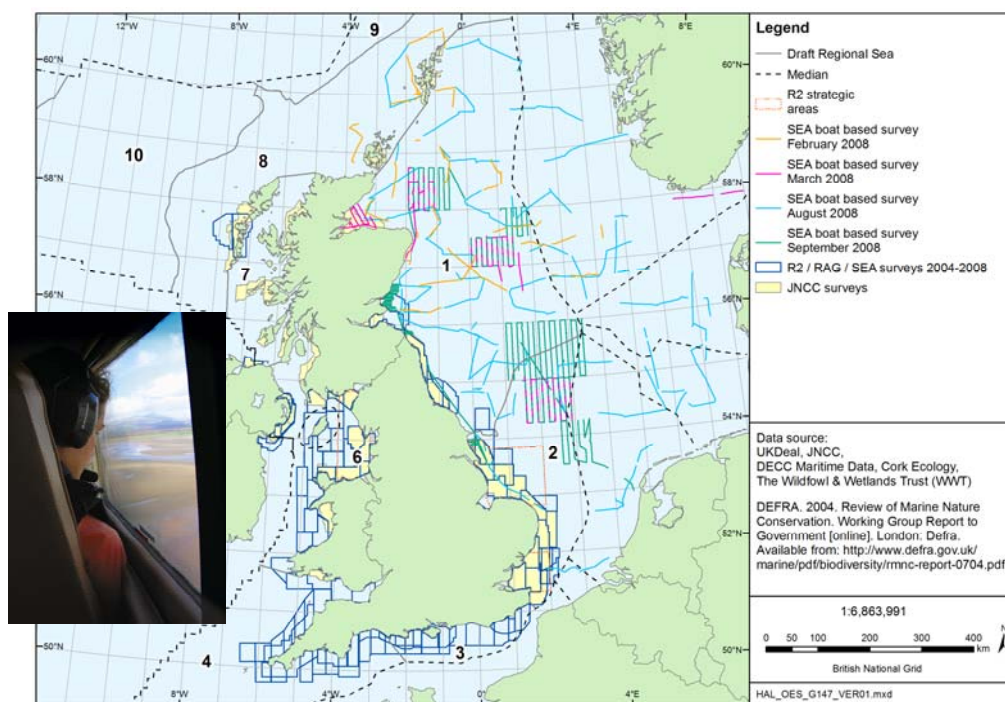 12°W
8°W
4°W
0°
4°E
9
60°N
60°N
10
8
58°N
58°N
7
1
56°N
56°N
54°N
6
2
52°N
4
3
50°N
50°N
8°W
4°W
0°
4°E
Legend
Draft Regional Sea
Median
R2 strategic
areas
SEA boat based survey
February 2008
SEA boat based survey
March 2008
SEA boat based survey
August 2008
SEA boat based survey
September 2008
R2 / RAG / SEA surveys 2004-2008
JNCC surveys
Data source:
UKDeal, JNCC,
DECC Maritime Data, Cork Ecology,
The Wildfowl & Wetlands Trust (WWT)
DEFRA. 2004. Review of Marine Nature
Conservation. Working Group Report to
Government [online]. London: Defra.
Available from: http://www.defra.gov.uk/
marine/pdf/biodiversity/rmnc-report-0704.pdf
1:6,863,991
0 50 100 200 300 400
km
N
British National Grid
HAL_OES_G147_VER01.mxd